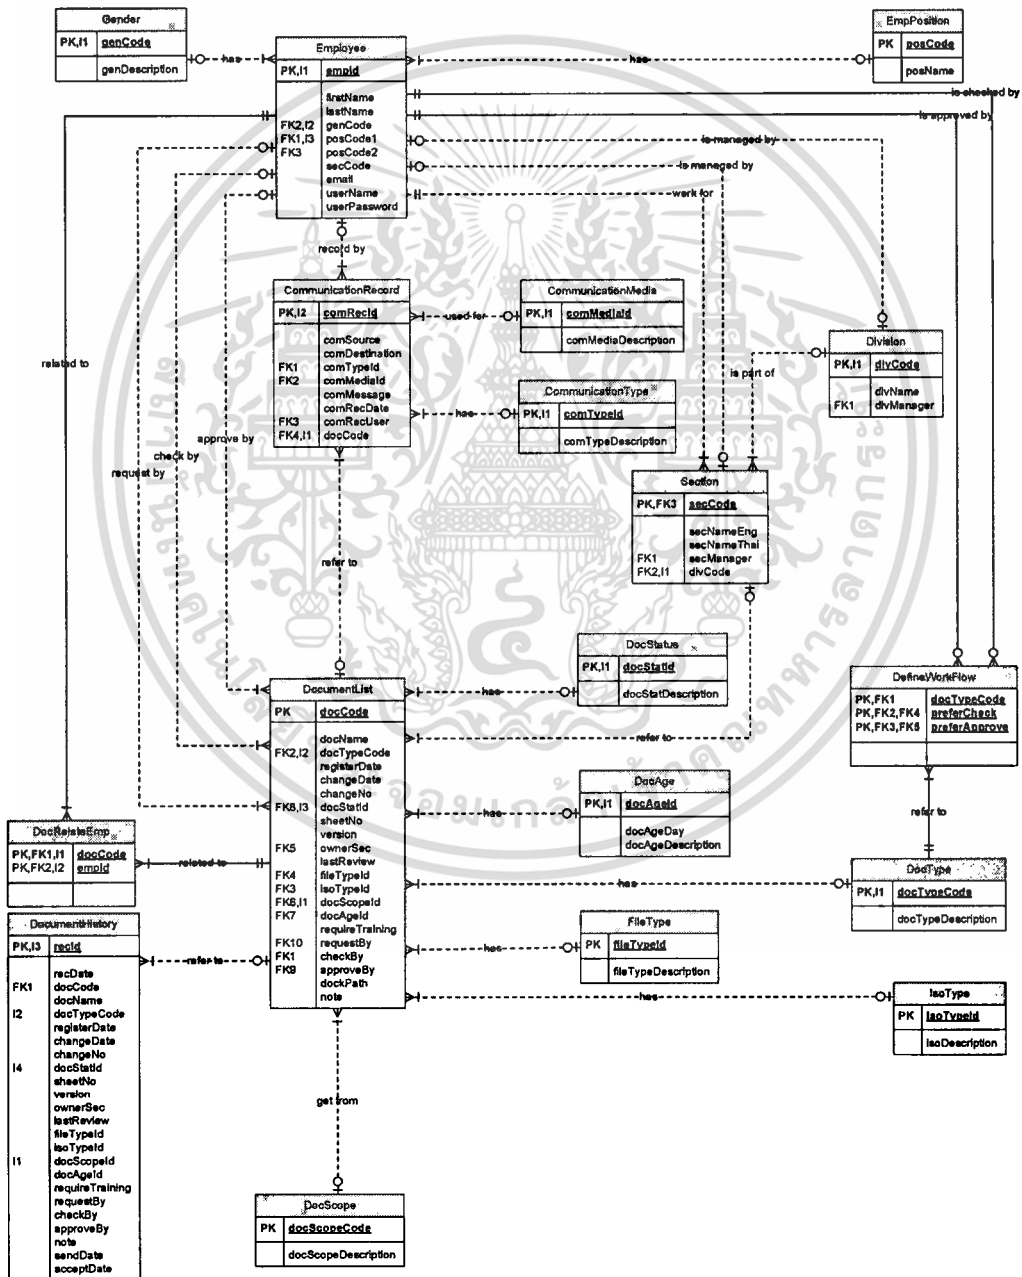 Gender
PK,I1 genCode
genDescription
has
Employee
PK,I1 empId
firstName
lastName
FK2,I2 genCode
FK1,I3 posCode1
FK3 posCode2
secCode
email
userName
userPassword
has
EmpPosition
PK posCode
posName
is checked by
is approved by
is managed by
is managed by
work for
record by
related to
approve by
check by
request by
CommunicationRecord
PK,I2 comRecId
comSource
comDestination
FK1 comTypeId
FK2 comMediaId
comMessage
comRecDate
FK3 comRecUser
FK4,I1 docCode
used for
CommunicationMedia
PK,I1 comMediaId
comMediaDescription
has
CommunicationType
PK,I1 comTypeId
comTypeDescription
is part of
Division
PK,I1 divCode
divName
FK1 divManager
Section
PK,FK3 secCode
secNameEng
secNameThai
FK1 secManager
FK2,I1 divCode
refer to
DocumentList
PK docCode
docName
FK2,I2 docTypeCode
registerDate
changeDate
changeNo
FK8,I3 docStatId
sheetNo
version
FK5 ownerSec
lastReview
FK4 fileTypeId
FK3 isoTypeId
FK6,I1 docScopeId
FK7 docAgeId
requireTraining
FK10 requestBy
FK1 checkBy
FK9 approveBy
dockPath
note
has
DocStatus
PK,I1 docStatId
docStatDescription
refer to
DefineWorkFlow
PK,FK1 docTypeCode
PK,FK2,FK4 preferCheck
PK,FK3,FK5 preferApprove
has
DocAge
PK,I1 docAgeId
docAgeDay
docAgeDescription
refer to
has
DocType
PK,I1 docTypeCode
docTypeDescription
has
FileType
PK fileTypeId
fileTypeDescription
has
IsoType
PK isoTypeId
isoDescription
DocRelateEmp
PK,FK1,I1 docCode
PK,FK2,I2 empId
related to
DocumentHistory
PK,I3 recId
recDate
FK1 docCode
docName
I2 docTypeCode
registerDate
changeDate
changeNo
I4 docStatId
sheetNo
version
ownerSec
lastReview
fileTypeId
isoTypeId
I1 docScopeId
docAgeId
requireTraining
requestBy
checkBy
approveBy
note
sendDate
acceptDate
refer to
get from
DocScope
PK docScopeCode
docScopeDescription